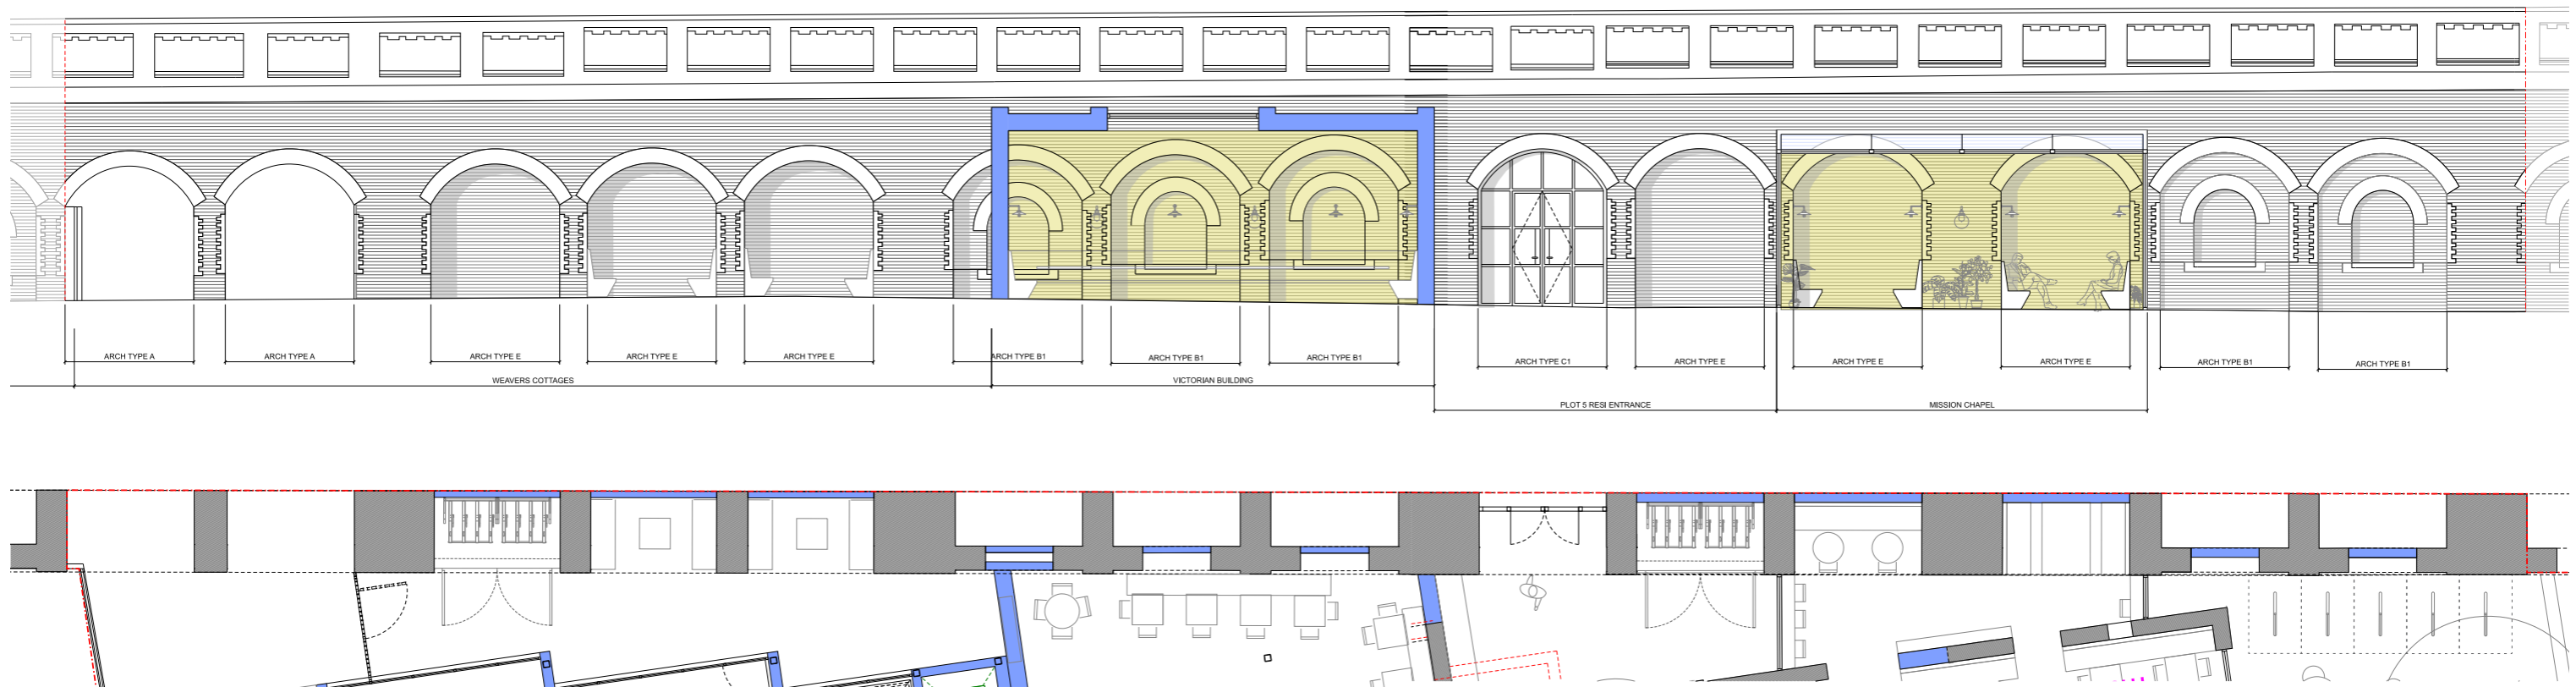 ARCH TYPE A
ARCH TYPE A
ARCH TYPE E
ARCH TYPE E
ARCH TYPE E
ARCH TYPE B1
ARCH TYPE B1
ARCH TYPE B1
ARCH TYPE C1
ARCH TYPE E
ARCH TYPE E
ARCH TYPE E
ARCH TYPE B1
ARCH TYPE B1
WEAVERS COTTAGES
VICTORIAN BUILDING
PLOT 5 RESI ENTRANCE
MISSION CHAPEL